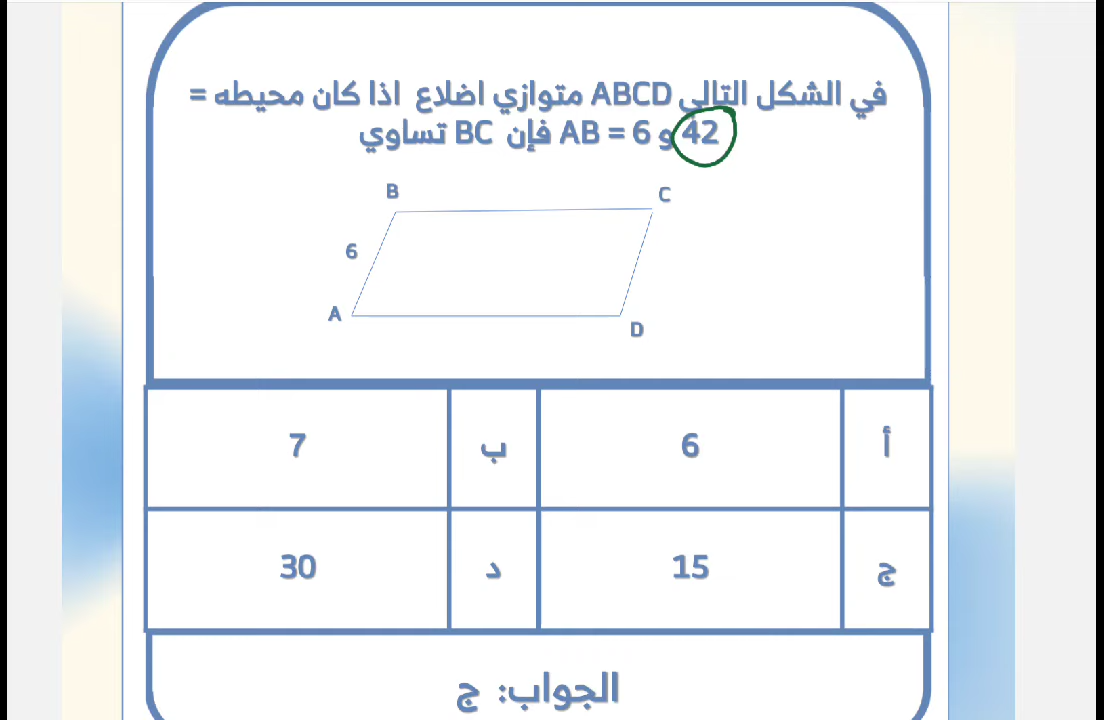 في الشكل التالي ABCD متوازي اضلاع اذا كان محيطه =
42 و AB = 6 فإن BC تساوي
B
C
6
A
D
أ
6
ب
7
ج
15
د
30
الجواب: ج